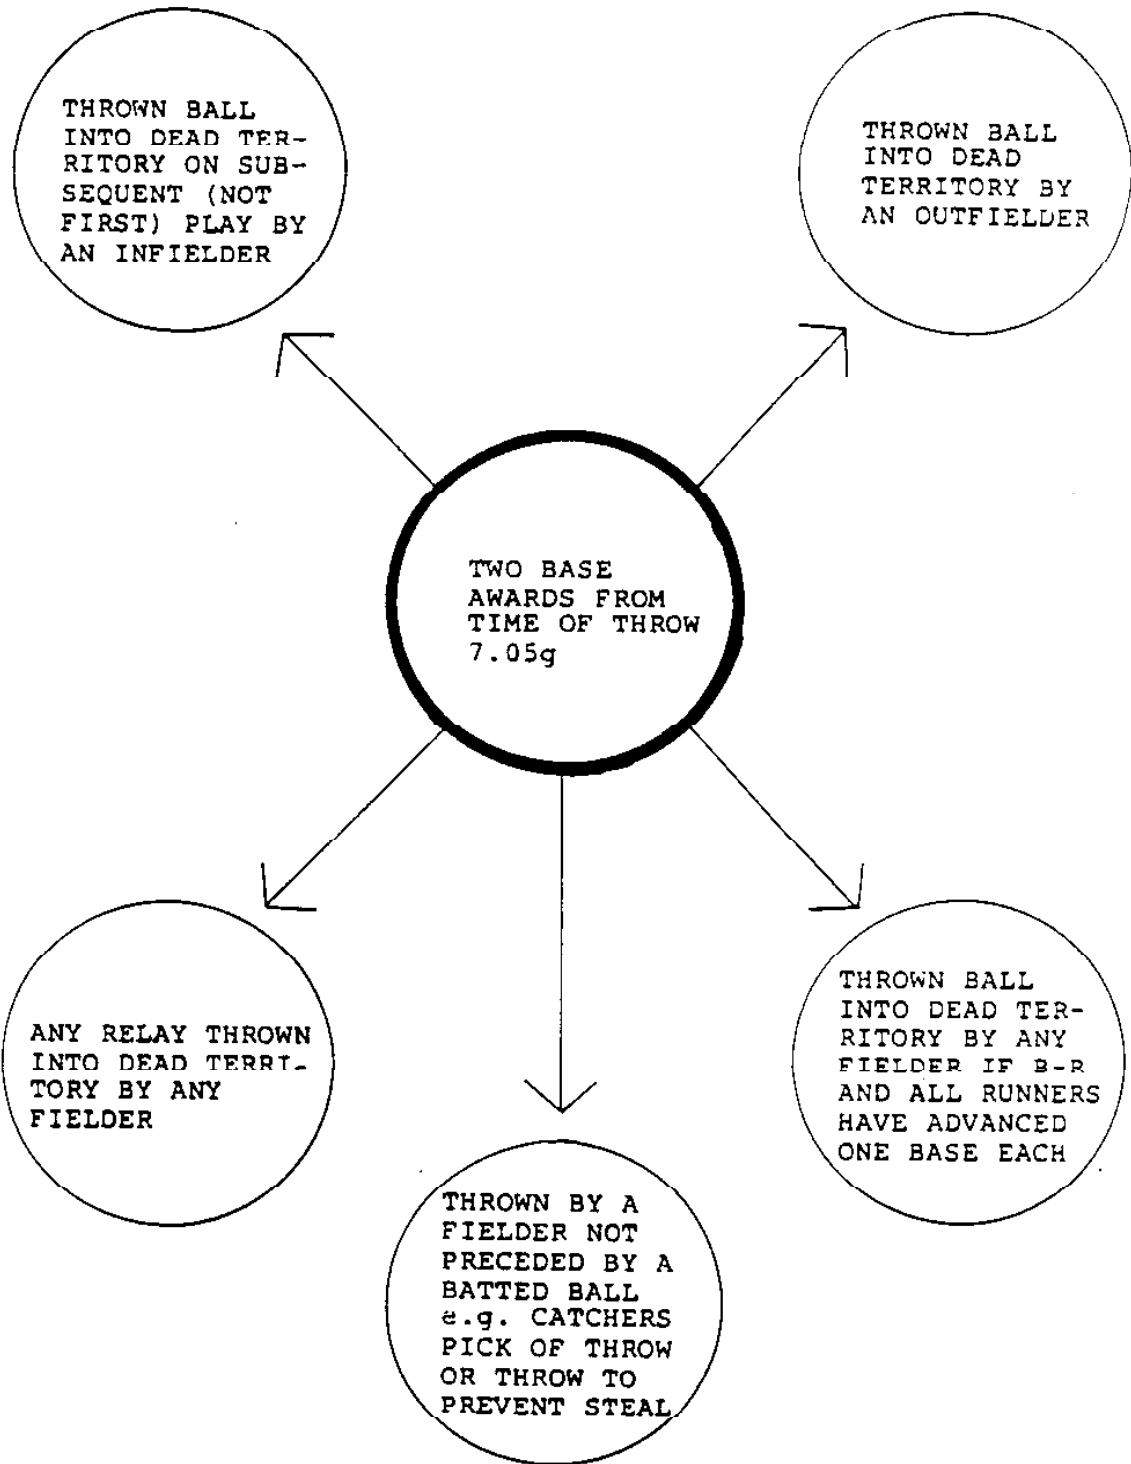 THROWN BALL
INTO DEAD TER-
RITORY ON SUB-
SEQUENT (NOT
FIRST) PLAY BY
AN INFIELDER
THROWN BALL
INTO DEAD
TERRITORY BY
AN OUTFIELDER
TWO BASE
AWARDS FROM
TIME OF THROW
7.05g
ANY RELAY THROWN
INTO DEAD TERRI-
TORY BY ANY
FIELDER
THROWN BY A
FIELDER NOT
PRECEDED BY A
BATTED BALL
e.g. CATCHERS
PICK OF THROW
OR THROW TO
PREVENT STEAL
THROWN BALL
INTO DEAD TER-
RITORY BY ANY
FIELDER IF B-R
AND ALL RUNNERS
HAVE ADVANCED
ONE BASE EACH